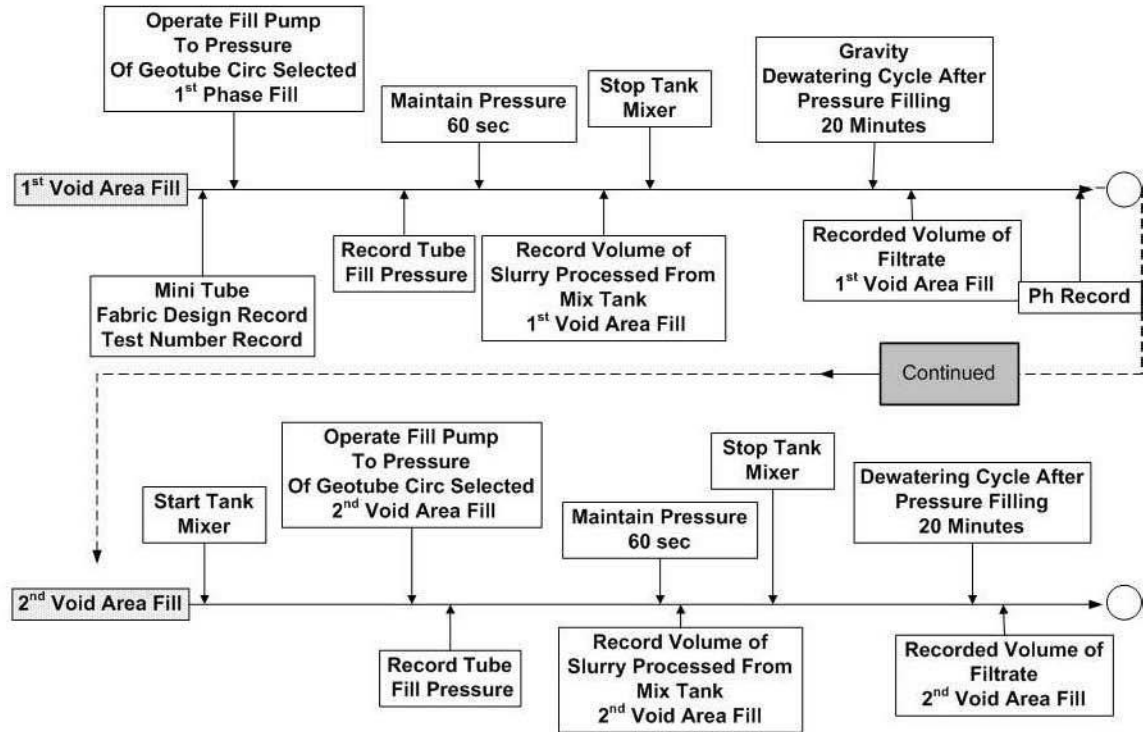 Operate Fill Pump
To Pressure
Of Geotube Circ Selected
1st Phase Fill
Maintain Pressure
60 sec
Stop Tank
Mixer
Gravity
Dewatering Cycle After
Pressure Filling
20 Minutes
1st Void Area Fill
Mini Tube
Fabric Design Record
Test Number Record
Record Tube
Fill Pressure
Record Volume of
Slurry Processed From
Mix Tank
1st Void Area Fill
Recorded Volume of
Filtrate
1st Void Area Fill
Ph Record
Continued
Start Tank
Mixer
Operate Fill Pump
To Pressure
Of Geotube Circ Selected
2nd Void Area Fill
Maintain Pressure
60 sec
Stop Tank
Mixer
Dewatering Cycle After
Pressure Filling
20 Minutes
2nd Void Area Fill
Record Tube
Fill Pressure
Record Volume of
Slurry Processed From
Mix Tank
2nd Void Area Fill
Recorded Volume of
Filtrate
2nd Void Area Fill